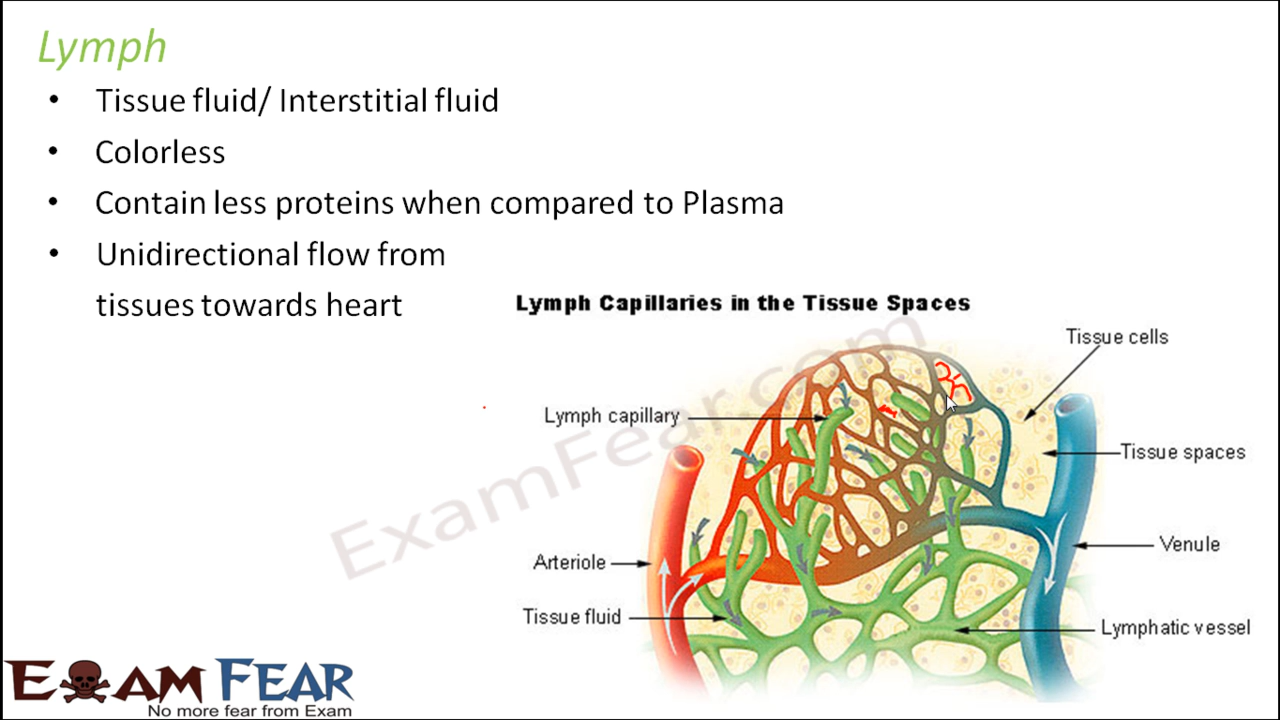 Lymph
• Tissue fluid/ Interstitial fluid
• Colorless
• Contain less proteins when compared to Plasma
• Unidirectional flow from
tissues towards heart
Lymph Capillaries in the Tissue Spaces
Tissue cells
Lymph capillary
Tissue spaces
Venule
Arteriole
Tissue fluid
Lymphatic vessel
ExamFear.com
EXAM FEAR
No more fear from Exam